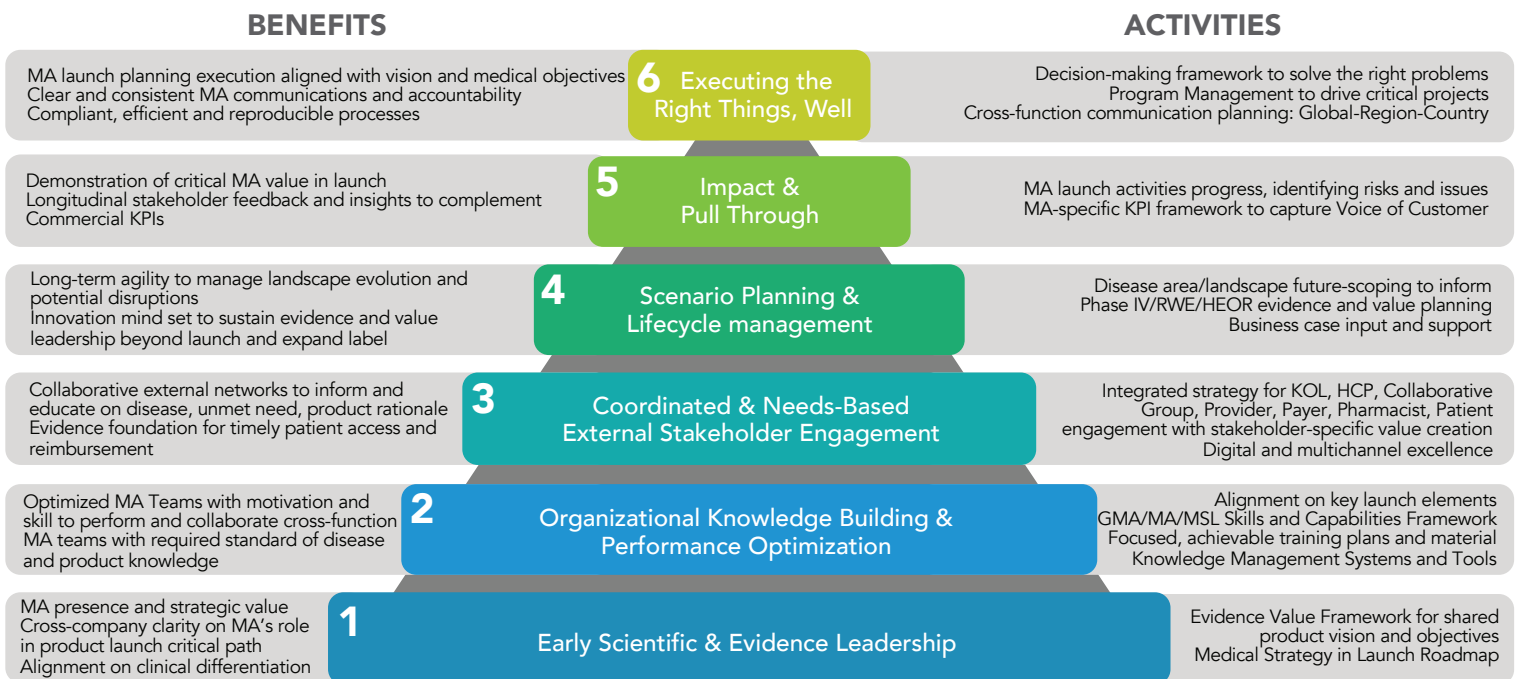 BENEFITS
ACTIVITIES
MA launch planning execution aligned with vision and medical objectives
Clear and consistent MA communications and accountability
Compliant, efficient and reproducible processes
6
Executing the
Right Things, Well
Decision-making framework to solve the right problems
Program Management to drive critical projects
Cross-function communication planning: Global-Region-Country
Demonstration of critical MA value in launch
Longitudinal stakeholder feedback and insights to complement
Commercial KPIs
5
Impact &
Pull Through
MA launch activities progress, identifying risks and issues
MA-specific KPI framework to capture Voice of Customer
Long-term agility to manage landscape evolution and
potential disruptions
Innovation mind set to sustain evidence and value
leadership beyond launch and expand label
4
Scenario Planning &
Lifecycle management
Disease area/landscape future-scoping to inform
Phase IV/RWE/HEOR evidence and value planning
Business case input and support
Collaborative external networks to inform and
educate on disease, unmet need, product rationale
Evidence foundation for timely patient access and
reimbursement
3
Coordinated & Needs-Based
External Stakeholder Engagement
Integrated strategy for KOL, HCP, Collaborative
Group, Provider, Payer, Pharmacist, Patient
engagement with stakeholder-specific value creation
Digital and multichannel excellence
Optimized MA Teams with motivation and
skill to perform and collaborate cross-function
MA teams with required standard of disease
and product knowledge
2
Organizational Knowledge Building &
Performance Optimization
Alignment on key launch elements
GMA/MA/MSL Skills and Capabilities Framework
Focused, achievable training plans and material
Knowledge Management Systems and Tools
MA presence and strategic value
Cross-company clarity on MA's role
in product launch critical path
Alignment on clinical differentiation
1
Early Scientific & Evidence Leadership
Evidence Value Framework for shared
product vision and objectives
Medical Strategy in Launch Roadmap